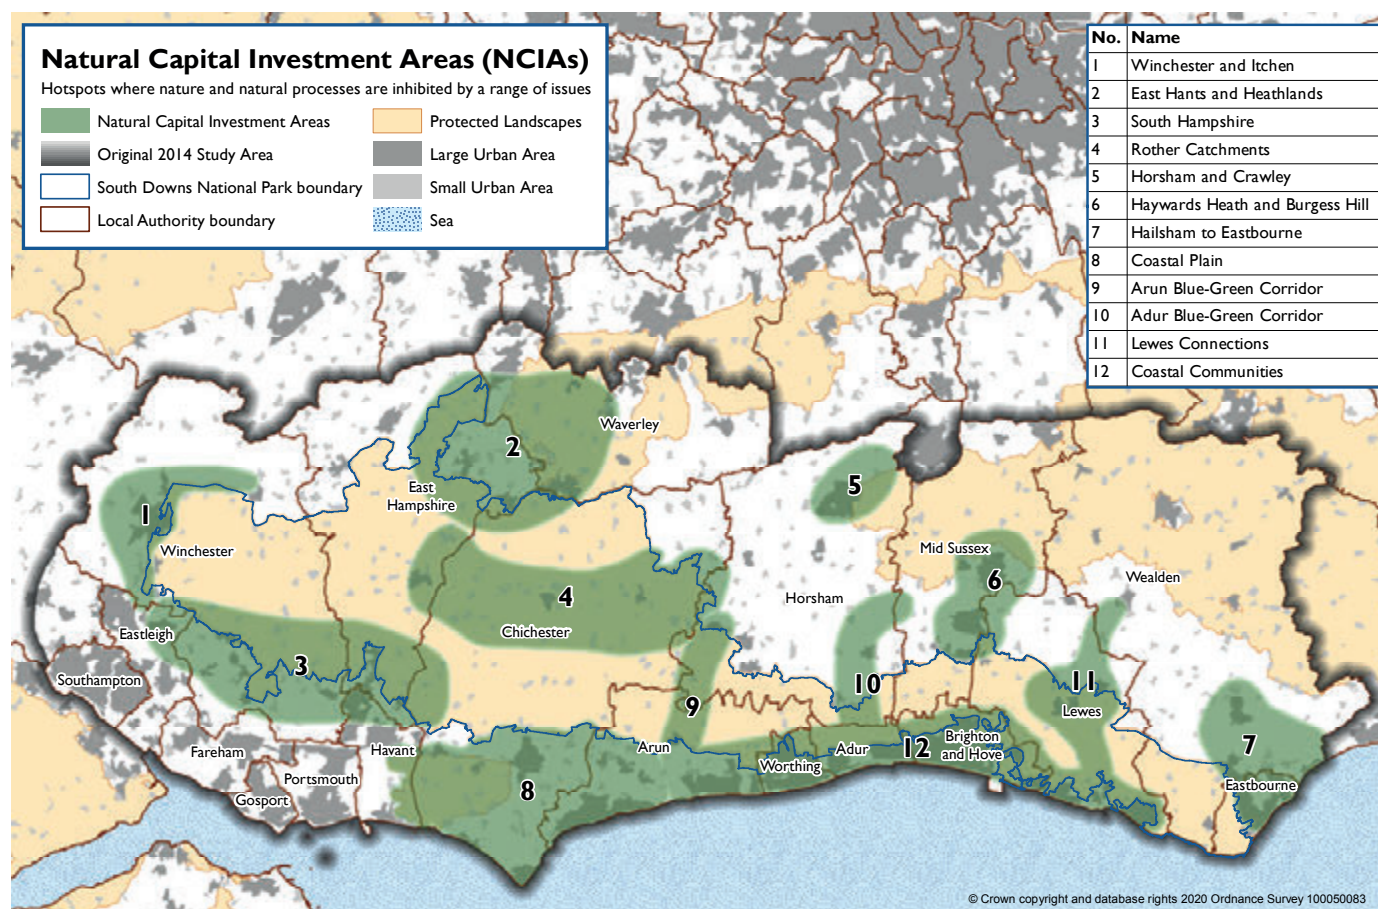 Natural Capital Investment Areas (NCIAs)
Hotspots where nature and natural processes are inhibited by a range of issues
Natural Capital Investment Areas
Protected Landscapes
Original 2014 Study Area
Large Urban Area
South Downs National Park boundary
Small Urban Area
Local Authority boundary
Sea
No. Name
1 Winchester and Itchen
2 East Hants and Heathlands
3 South Hampshire
4 Rother Catchments
5 Horsham and Crawley
6 Haywards Heath and Burgess Hill
7 Hailsham to Eastbourne
8 Coastal Plain
9 Arun Blue-Green Corridor
10 Adur Blue-Green Corridor
11 Lewes Connections
12 Coastal Communities
Waverley
2
5
East
Hampshire
1
Winchester
Mid Sussex
6
Wealden
4
Horsham
Chichester
Eastleigh
3
Southampton
10
11
Lewes
9
Fareham
Havant
Arun
Adur
12
Brighton
and Hove
7
Worthing
Portsmouth
8
Gosport
Eastbourne
© Crown copyright and database rights 2020 Ordnance Survey 100050083